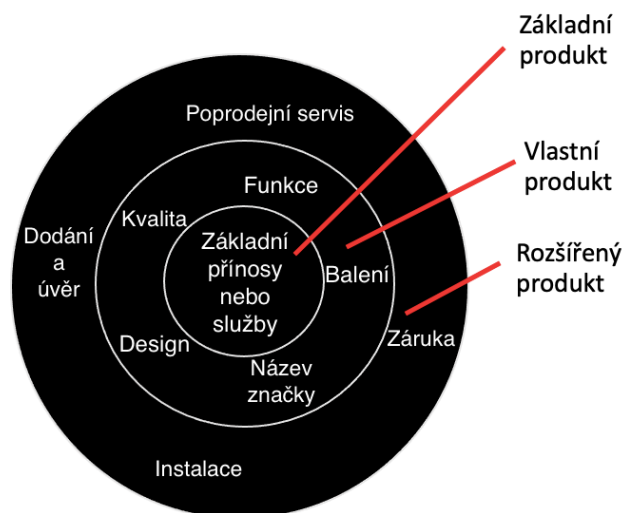 Základní
produkt
Poprodejní servis
Vlastní
produkt
Funkce
Kvalita
Dodání
a
úvěr
Základní
přínosy
nebo
služby
Balení
Rozšířený
produkt
Design
Záruka
Název
značky
Instalace